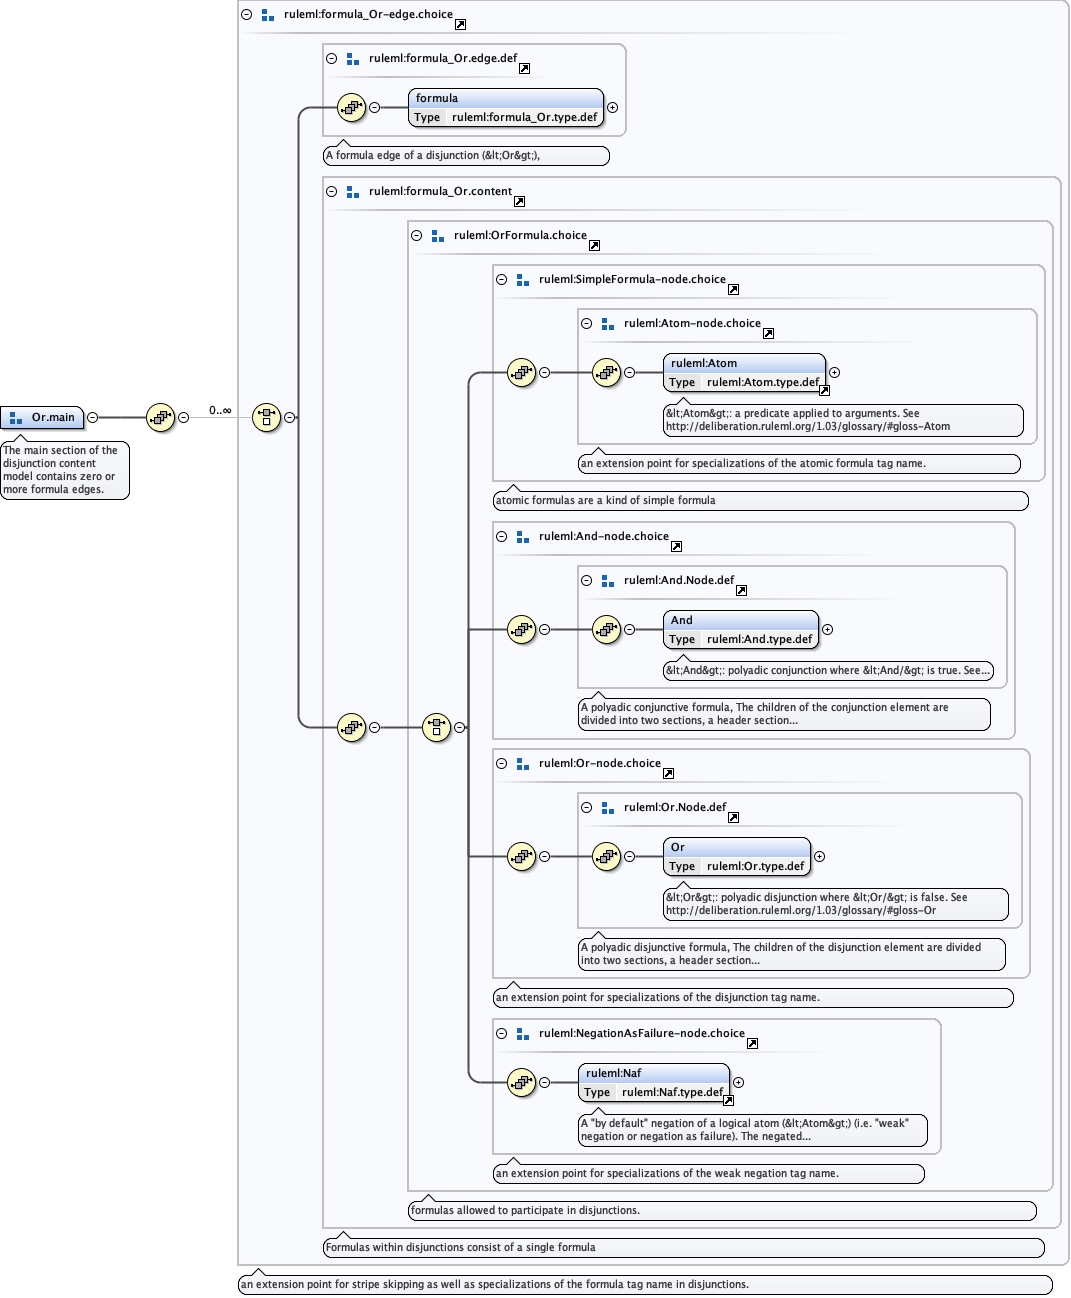 ruleml:formula_Or-edge.choice
ruleml:formula_Or.edge.def
formula
Type ruleml:formula_Or.type.def
A formula edge of a disjunction (&lt;Or&gt;),
ruleml:formula_Or.content
ruleml:OrFormula.choice
ruleml:SimpleFormula-node.choice
ruleml:Atom-node.choice
ruleml:Atom
Type ruleml:Atom.type.def
&lt;Atom&gt;: a predicate applied to arguments. See
http://deliberation.ruleml.org/1.03/glossary/#gloss-Atom
an extension point for specializations of the atomic formula tag name.
atomic formulas are a kind of simple formula
Or.main
0..∞
The main section of the
disjunction content
model contains zero or
more formula edges.
ruleml:And-node.choice
ruleml:And.Node.def
And
Type ruleml:And.type.def
&lt;And&gt;: polyadic conjunction where &lt;And/&gt; is true. See...
A polyadic conjunctive formula, The children of the conjunction element are
divided into two sections, a header section...
ruleml:Or-node.choice
ruleml:Or.Node.def
Or
Type ruleml:Or.type.def
&lt;Or&gt;: polyadic disjunction where &lt;Or/&gt; is false. See
http://deliberation.ruleml.org/1.03/glossary/#gloss-Or
A polyadic disjunctive formula, The children of the disjunction element are divided
into two sections, a header section...
an extension point for specializations of the disjunction tag name.
ruleml:NegationAsFailure-node.choice
ruleml:Naf
Type ruleml:Naf.type.def
A "by default" negation of a logical atom (&lt;Atom&gt;) (i.e. "weak"
negation or negation as failure). The negated...
an extension point for specializations of the weak negation tag name.
formulas allowed to participate in disjunctions.
Formulas within disjunctions consist of a single formula
an extension point for stripe skipping as well as specializations of the formula tag name in disjunctions.